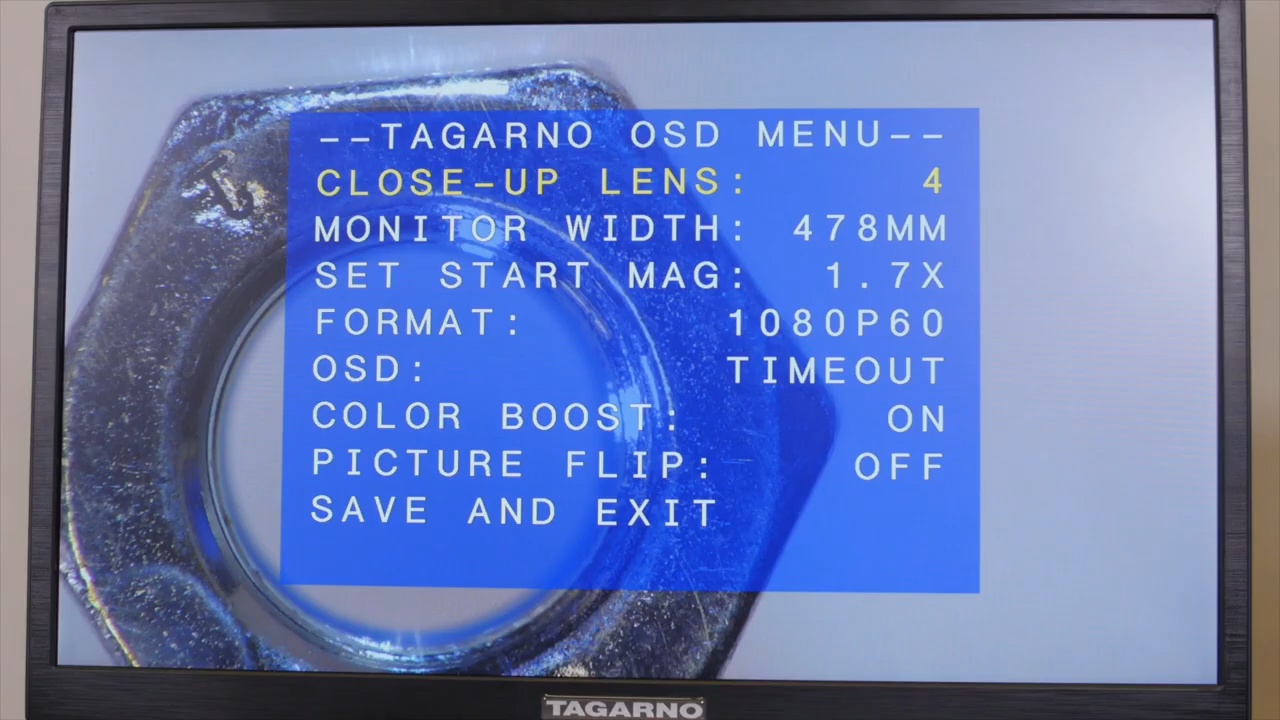 --TAGARNO OSD MENU--
CLOSE-UP LENS: 4
MONITOR WIDTH: 478MM
SET START MAG: 1.7X
FORMAT: 1080P60
OSD: TIMEOUT
COLOR BOOST: ON
PICTURE FLIP: OFF
SAVE AND EXIT
TAGARNO